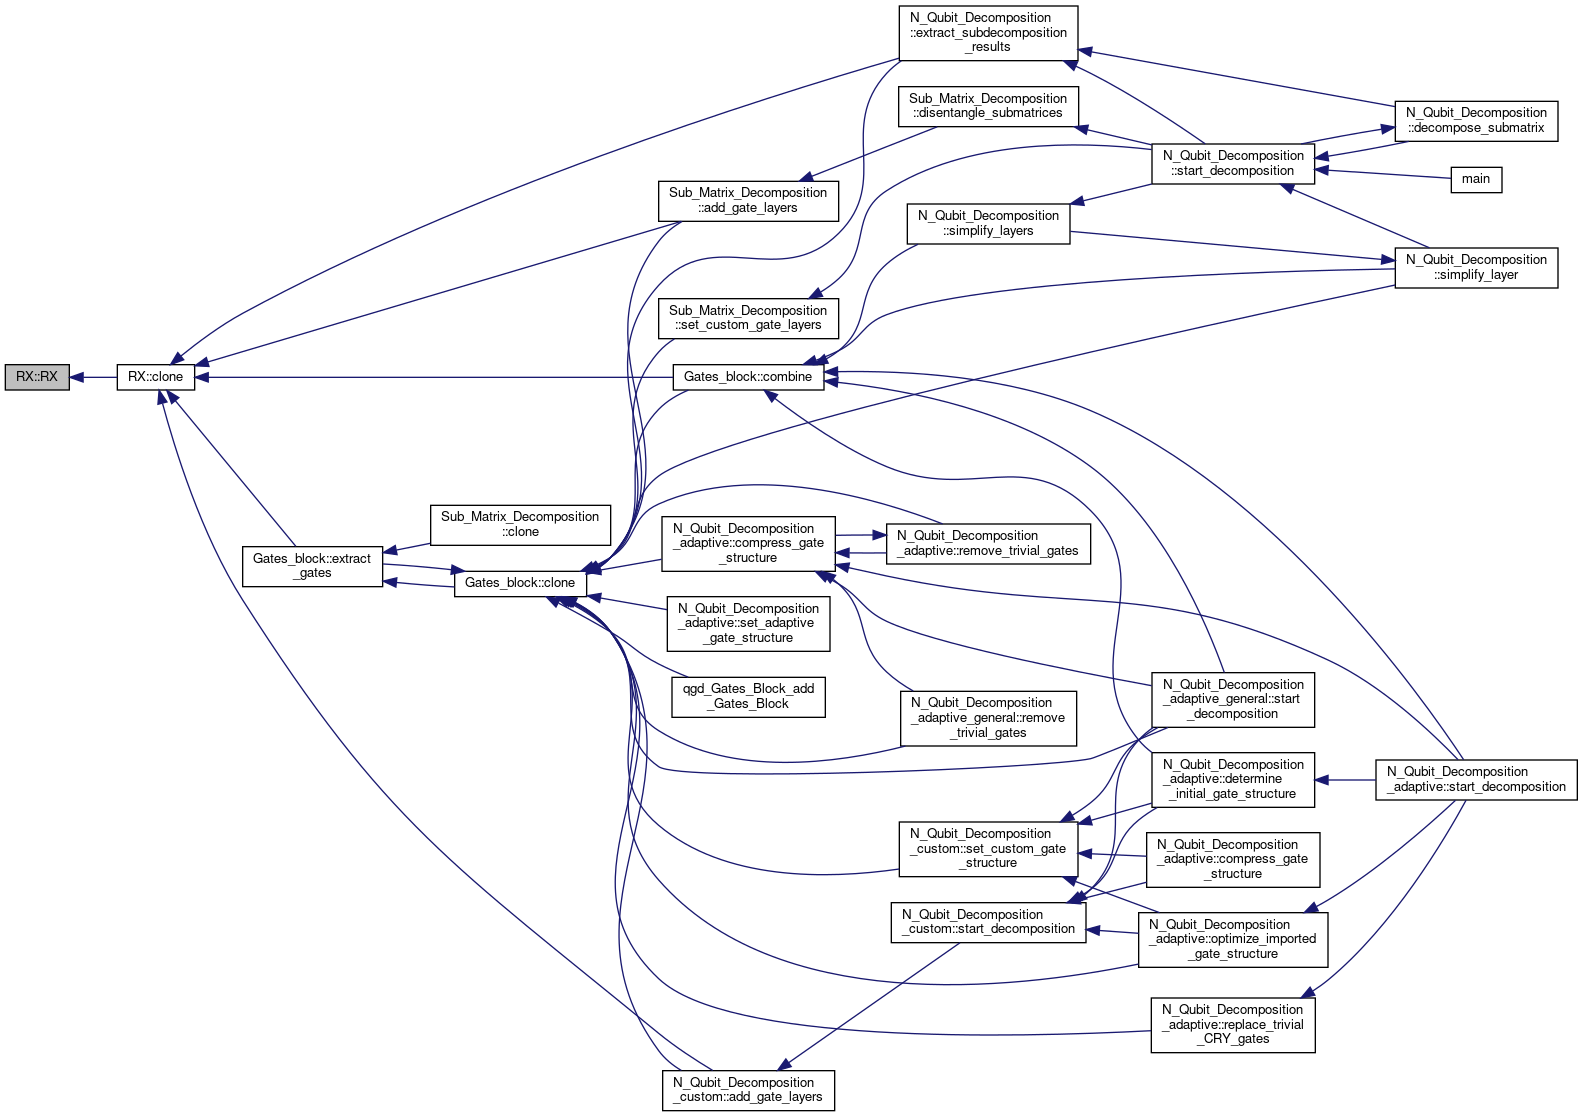 RX::RX
RX::clone
Gates_block::extract
_gates
Sub_Matrix_Decomposition
::clone
Gates_block::clone
N_Qubit_Decomposition
::extract_subdecomposition
_results
Sub_Matrix_Decomposition
::disentangle_submatrices
Sub_Matrix_Decomposition
::add_gate_layers
N_Qubit_Decomposition
::simplify_layers
Sub_Matrix_Decomposition
::set_custom_gate_layers
Gates_block::combine
N_Qubit_Decomposition
::start_decomposition
N_Qubit_Decomposition
::decompose_submatrix
main
N_Qubit_Decomposition
::simplify_layer
N_Qubit_Decomposition
_adaptive::compress_gate
_structure
N_Qubit_Decomposition
_adaptive::remove_trivial_gates
N_Qubit_Decomposition
_adaptive::set_adaptive
_gate_structure
qgd_Gates_Block_add
_Gates_Block
N_Qubit_Decomposition
_adaptive_general::remove
_trivial_gates
N_Qubit_Decomposition
_adaptive_general::start
_decomposition
N_Qubit_Decomposition
_adaptive::determine
_initial_gate_structure
N_Qubit_Decomposition
_adaptive::start_decomposition
N_Qubit_Decomposition
_custom::set_custom_gate
_structure
N_Qubit_Decomposition
_adaptive::compress_gate
_structure
N_Qubit_Decomposition
_custom::start_decomposition
N_Qubit_Decomposition
_adaptive::optimize_imported
_gate_structure
N_Qubit_Decomposition
_adaptive::replace_trivial
_CRY_gates
N_Qubit_Decomposition
_custom::add_gate_layers